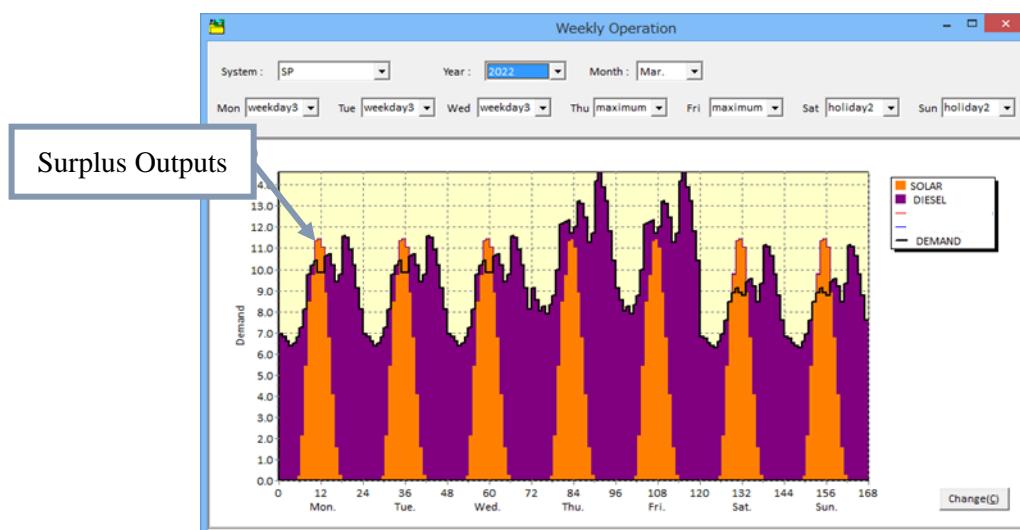 Weekly Operation
System : SP Year : 2022 Month : Mar.
Mon weekday3 Tue weekday3 Wed weekday3 Thu maximum Fri maximum Sat holiday2 Sun holiday2
Surplus Outputs
SOLAR
DIESEL
DEMAND
4.0
13.0
12.0
11.0
10.0
9.0
8.0
7.0
6.0
5.0
4.0
3.0
2.0
1.0
0.0
Demand
0 12 24 36 48 60 72 84 96 108 120 132 144 156 168
Mon. Tue. Wed. Thu. Fri. Sat. Sun.
Change(C)